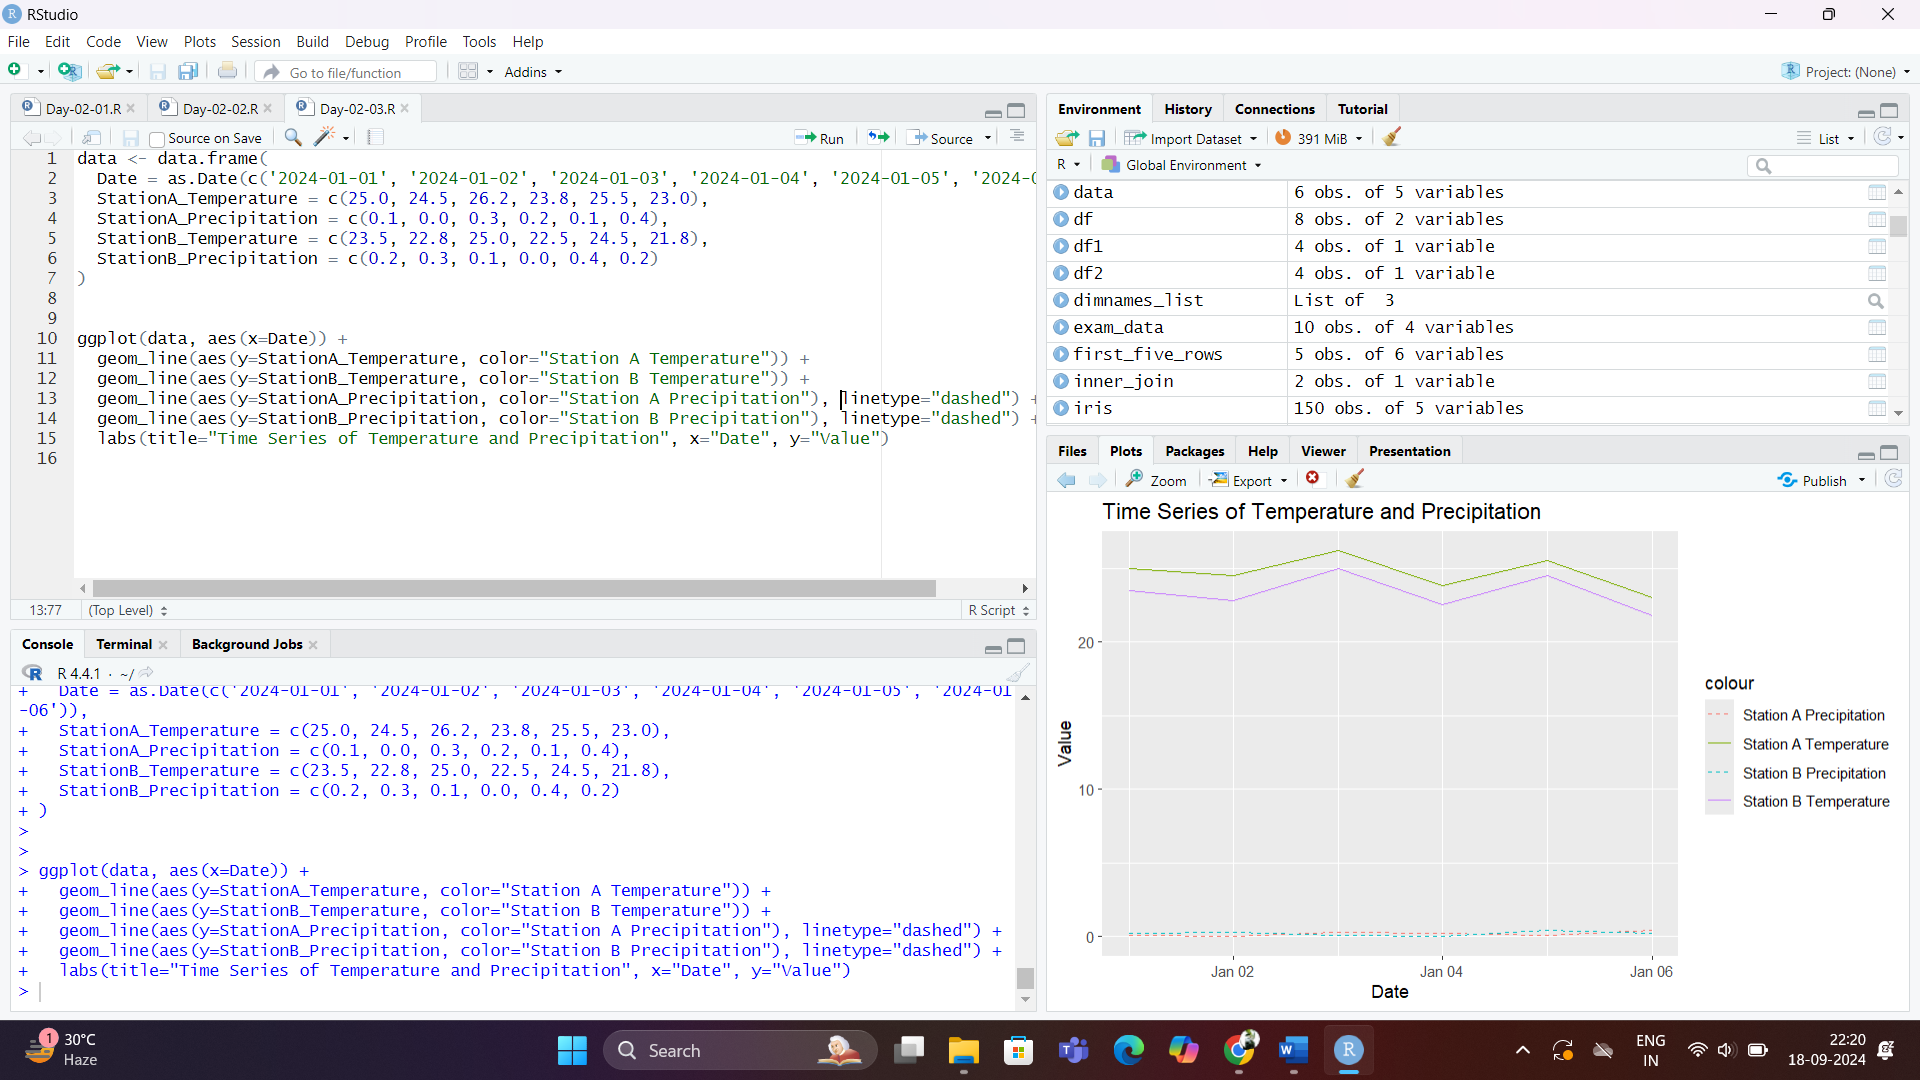 RStudio
File Edit Code View Plots Session Build Debug Profile Tools Help
Go to file/function Addins Project: (None)
Day-02-01.R Day-02-02.R Day-02-03.R
Source on Save Run Source
1 data <- data.frame(
2 Date = as.Date(c('2024-01-01', '2024-01-02', '2024-01-03', '2024-01-04', '2024-01-05', '2024-
3 StationA_Temperature = c(25.0, 24.5, 26.2, 23.8, 25.5, 23.0),
4 StationA_Precipitation = c(0.1, 0.0, 0.3, 0.2, 0.1, 0.4),
5 StationB_Temperature = c(23.5, 22.8, 25.0, 22.5, 24.5, 21.8),
6 StationB_Precipitation = c(0.2, 0.3, 0.1, 0.0, 0.4, 0.2)
7 )
8
9
10 ggplot(data, aes(x=Date)) +
11 geom_line(aes(y=StationA_Temperature, color="Station A Temperature")) +
12 geom_line(aes(y=StationB_Temperature, color="Station B Temperature")) +
13 geom_line(aes(y=StationA_Precipitation, color="Station A Precipitation"), linetype="dashed") +
14 geom_line(aes(y=StationB_Precipitation, color="Station B Precipitation"), linetype="dashed") +
15 labs(title="Time Series of Temperature and Precipitation", x="Date", y="Value")
16
13:77 (Top Level) R Script
Console Terminal Background Jobs
R 4.4.1 · ~/
+ Date = as.Date(c('2024-01-01', '2024-01-02', '2024-01-03', '2024-01-04', '2024-01-05', '2024-01
-06')),
+ StationA_Temperature = c(25.0, 24.5, 26.2, 23.8, 25.5, 23.0),
+ StationA_Precipitation = c(0.1, 0.0, 0.3, 0.2, 0.1, 0.4),
+ StationB_Temperature = c(23.5, 22.8, 25.0, 22.5, 24.5, 21.8),
+ StationB_Precipitation = c(0.2, 0.3, 0.1, 0.0, 0.4, 0.2)
+ )
>
>
> ggplot(data, aes(x=Date)) +
+ geom_line(aes(y=StationA_Temperature, color="Station A Temperature")) +
+ geom_line(aes(y=StationB_Temperature, color="Station B Temperature")) +
+ geom_line(aes(y=StationA_Precipitation, color="Station A Precipitation"), linetype="dashed") +
+ geom_line(aes(y=StationB_Precipitation, color="Station B Precipitation"), linetype="dashed") +
+ labs(title="Time Series of Temperature and Precipitation", x="Date", y="Value")
>
Environment History Connections Tutorial
Import Dataset 391 MiB List
R Global Environment
data 6 obs. of 5 variables
df 8 obs. of 2 variables
df1 4 obs. of 1 variable
df2 4 obs. of 1 variable
dimnames_list List of 3
exam_data 10 obs. of 4 variables
first_five_rows 5 obs. of 6 variables
inner_join 2 obs. of 1 variable
iris 150 obs. of 5 variables
Files Plots Packages Help Viewer Presentation
Zoom Export Publish
Time Series of Temperature and Precipitation
20
10
0
Value
Jan 02 Jan 04 Jan 06
Date
colour
Station A Precipitation
Station A Temperature
Station B Precipitation
Station B Temperature
1
30°C
Haze
Search
ENG
IN
22:20
18-09-2024